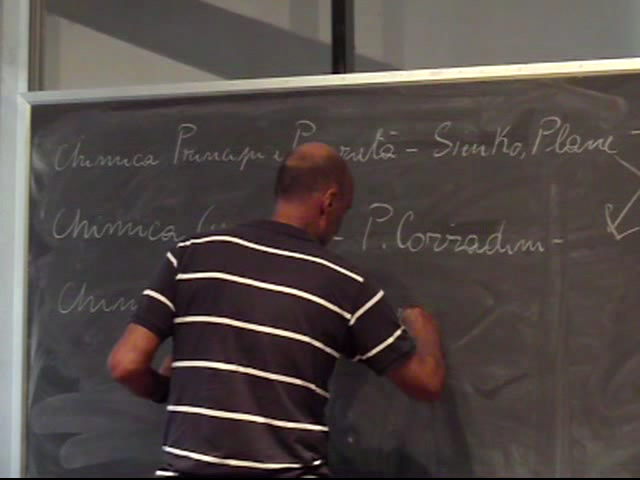 Chimica Principi e Proprietà - Sienko, Plane
Chimica - P. Corradini -
Chim